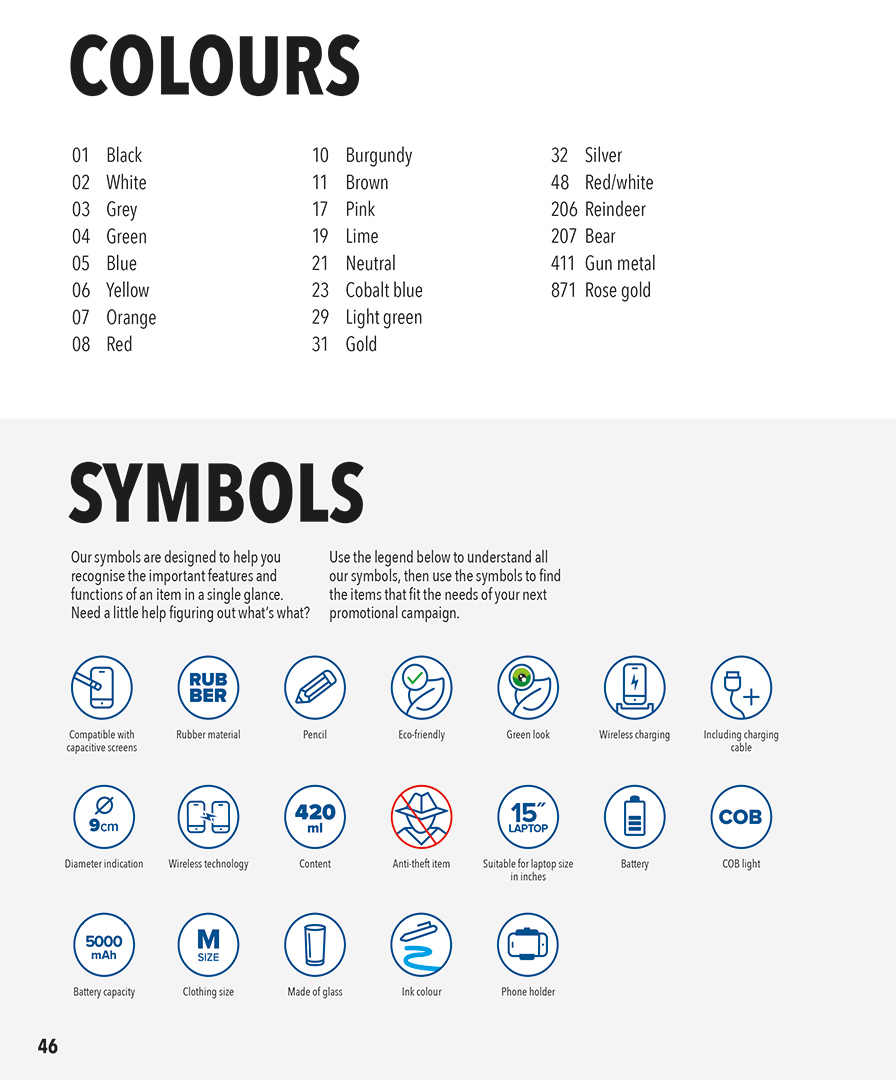 COLOURS
01 Black
02 White
03 Grey
04 Green
05 Blue
06 Yellow
07 Orange
08 Red
10 Burgundy
11 Brown
17 Pink
19 Lime
21 Neutral
23 Cobalt blue
29 Light green
31 Gold
32 Silver
48 Red/white
206 Reindeer
207 Bear
411 Gun metal
871 Rose gold
SYMBOLS
Our symbols are designed to help you
recognise the important features and
functions of an item in a single glance.
Need a little help figuring out what's what?
Use the legend below to understand all
our symbols, then use the symbols to find
the items that fit the needs of your next
promotional campaign.
Compatible with
capacitive screens
RUB
BER
Rubber material
Pencil
Eco-friendly
Green look
Wireless charging
Including charging
cable
9cm
Diameter indication
Wireless technology
420
ml
Content
Anti-theft item
15″
LAPTOP
Suitable for laptop size
in inches
Battery
COB
COB light
5000
mAh
Battery capacity
M
SIZE
Clothing size
Made of glass
Ink colour
Phone holder
46